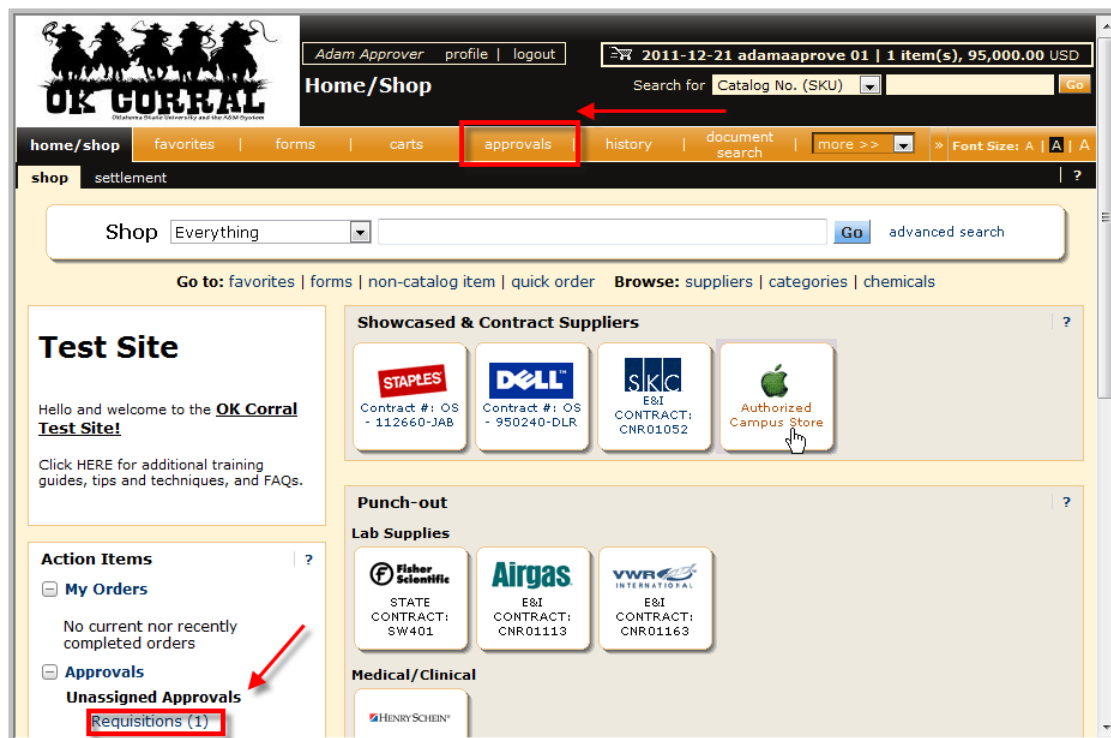 OK CORRAL
Oklahoma State University and the A&M System
Adam Approver profile | logout
2011-12-21 adamaaprove 01 | 1 item(s), 95,000.00 USD
Home/Shop
Search for Catalog No. (SKU) Go
home/shop favorites | forms | carts approvals | history | document search | more >> » Font Size: A | A | A
shop settlement | ?
Shop Everything Go advanced search
Go to: favorites | forms | non-catalog item | quick order Browse: suppliers | categories | chemicals
Test Site
Hello and welcome to the OK Corral
Test Site!
Click HERE for additional training
guides, tips and techniques, and FAQs.
Showcased & Contract Suppliers ?
STAPLES
Contract #: OS
- 112660-JAB
DELL™
Contract #: OS
- 950240-DLR
SKC
E&I
CONTRACT:
CNR01052
Authorized
Campus Store
Punch-out ?
Lab Supplies
Fisher
Scientific
STATE
CONTRACT:
SW401
Airgas
E&I
CONTRACT:
CNR01113
VWR
INTERNATIONAL
E&I
CONTRACT:
CNR01163
Medical/Clinical
HENRY SCHEIN®
Action Items ?
My Orders
No current nor recently
completed orders
Approvals
Unassigned Approvals
Requisitions (1)